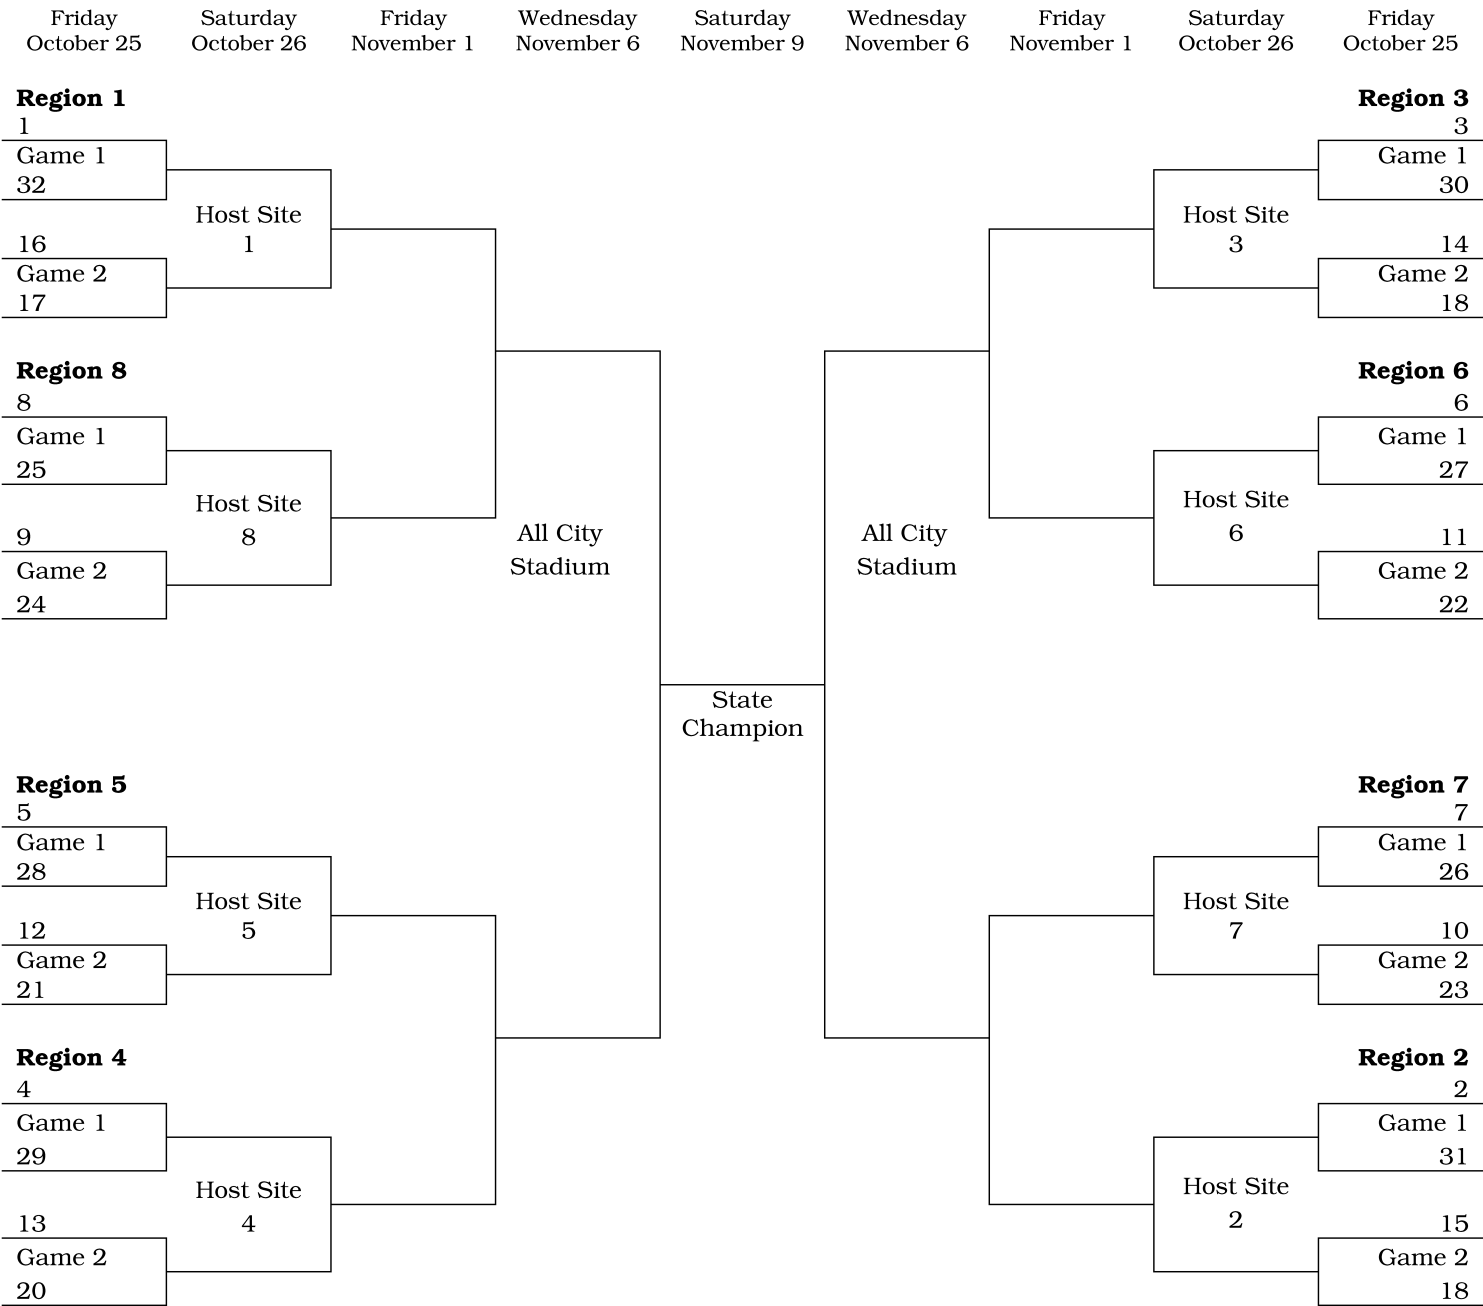 Friday
October 25
Saturday
October 26
Friday
November 1
Wednesday
November 6
Saturday
November 9
Wednesday
November 6
Friday
November 1
Saturday
October 26
Friday
October 25
Region 1
1
Game 1
32
Host Site
1
16
Game 2
17
Region 8
8
Game 1
25
Host Site
8
9
Game 2
24
All City
Stadium
Region 5
5
Game 1
28
Host Site
5
12
Game 2
21
Region 4
4
Game 1
29
Host Site
4
13
Game 2
20
State
Champion
Region 3
3
Game 1
30
Host Site
3
14
Game 2
18
Region 6
6
Game 1
27
Host Site
6
11
Game 2
22
All City
Stadium
Region 7
7
Game 1
26
Host Site
7
10
Game 2
23
Region 2
2
Game 1
31
Host Site
2
15
Game 2
18